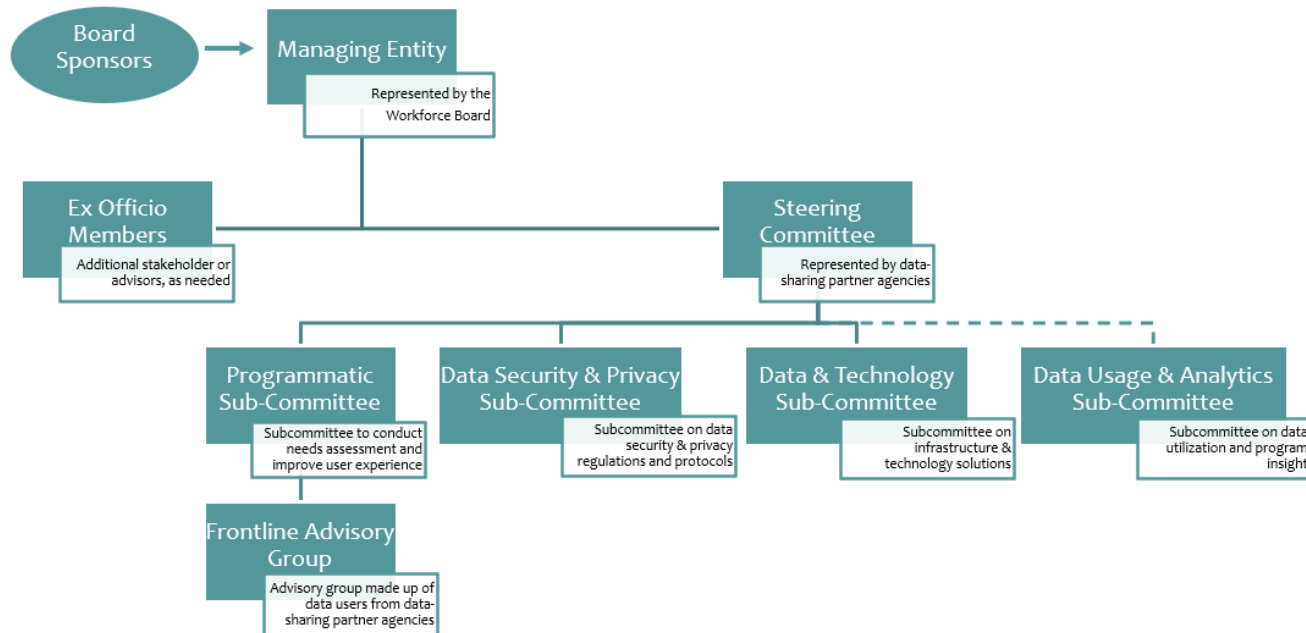 Board
Sponsors
Managing Entity
Represented by the
Workforce Board
Ex Officio
Members
Additional stakeholder or
advisors, as needed
Steering
Committee
Represented by data-
sharing partner agencies
Programmatic
Sub-Committee
Subcommittee to conduct
needs assessment and
improve user experience
Data Security & Privacy
Sub-Committee
Subcommittee on data
security & privacy
regulations and protocols
Data & Technology
Sub-Committee
Subcommittee on
infrastructure &
technology solutions
Data Usage & Analytics
Sub-Committee
Subcommittee on data
utilization and program
insight
Frontline Advisory
Group
Advisory group made up of
data users from data-
sharing partner agencies